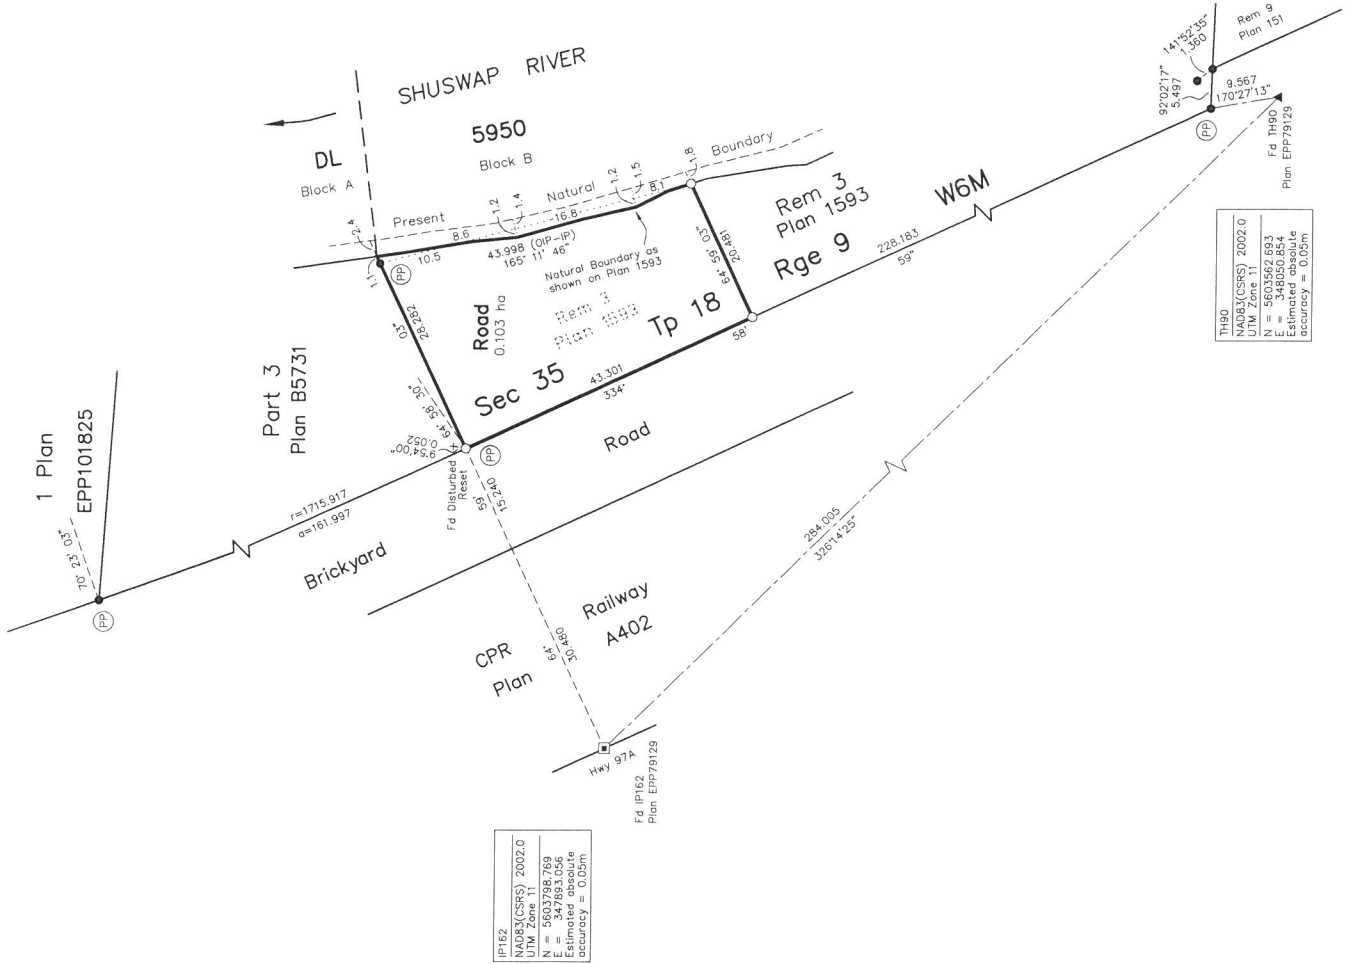 SHUSWAP RIVER
DL
Block A
5950
Block B
Present Natural Boundary
2.4
1.1
8.6
10.5
1.2
1.4
16.8
1.2
1.5
8.1
1.8
43.998 (OIP-IP)
165° 11' 46"
Natural Boundary as
shown on Plan 1593
PP
28.282
64° 58' 30"
03"
Road
0.103 ha
Rem 3
Plan 1593
Sec 35 Tp 18 Rge 9 W6M
64° 59' 03"
20.481
Rem 3
Plan 1593
43.301
334° 58' 59"
228.183
Part 3
Plan B5731
1 Plan
EPP101825
70° 23' 03"
PP
r=1715.917
a=161.997
9°54'00"
0.052
Fd Disturbed
Reset
PP
Brickyard Road
59'
15.240
64°
30.480
CPR Railway
Plan A402
284.005
326°14'25"
Hwy 97A
Fd IP162
Plan EPP79129
IP162
NAD83(CSRS) 2002.0
UTM Zone 11
N = 5603798.769
E = 347893.056
Estimated absolute
accuracy = 0.05m
141°52'35"
1.360
92°02'17"
5.497
Rem 9
Plan 151
9.567
170°27'13"
PP
Fd TH90
Plan EPP79129
TH90
NAD83(CSRS) 2002.0
UTM Zone 11
N = 5603562.693
E = 348050.854
Estimated absolute
accuracy = 0.05m